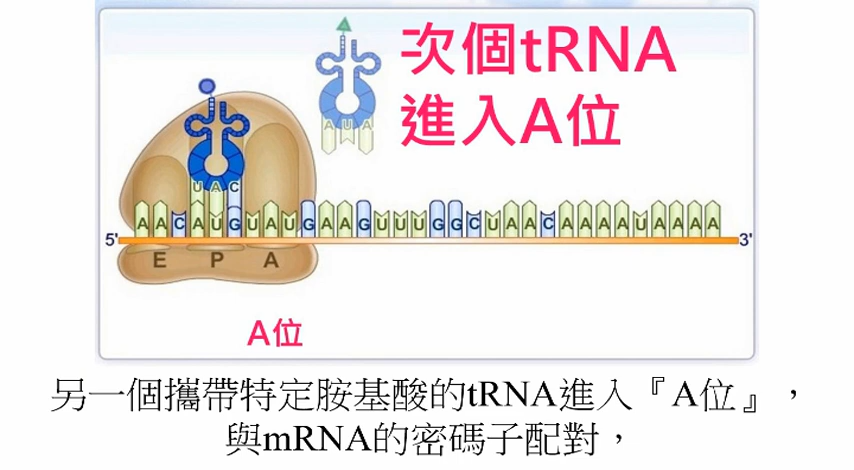 次個tRNA
進入A位
AUA
UAC
5' AACAUGUAUGAAGUUUGGCUAACAAAAUAAAA 3'
E P A
A位
另一個攜帶特定胺基酸的tRNA進入『A位』，
與mRNA的密碼子配對，